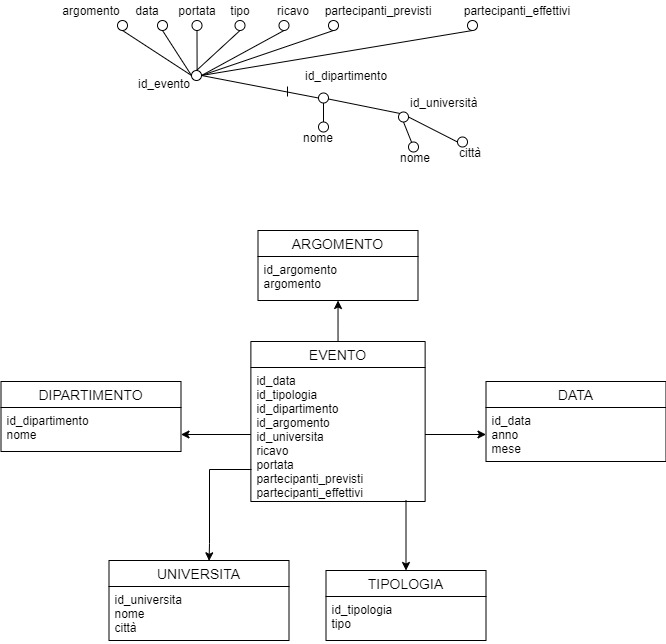 argomento data portata tipo ricavo partecipanti_previsti partecipanti_effettivi
id_evento
id_dipartimento
id_università
nome
nome
città
ARGOMENTO
id_argomento
argomento
EVENTO
id_data
id_tipologia
id_dipartimento
id_argomento
id_universita
ricavo
portata
partecipanti_previsti
partecipanti_effettivi
DIPARTIMENTO
id_dipartimento
nome
DATA
id_data
anno
mese
UNIVERSITA
id_universita
nome
città
TIPOLOGIA
id_tipologia
tipo